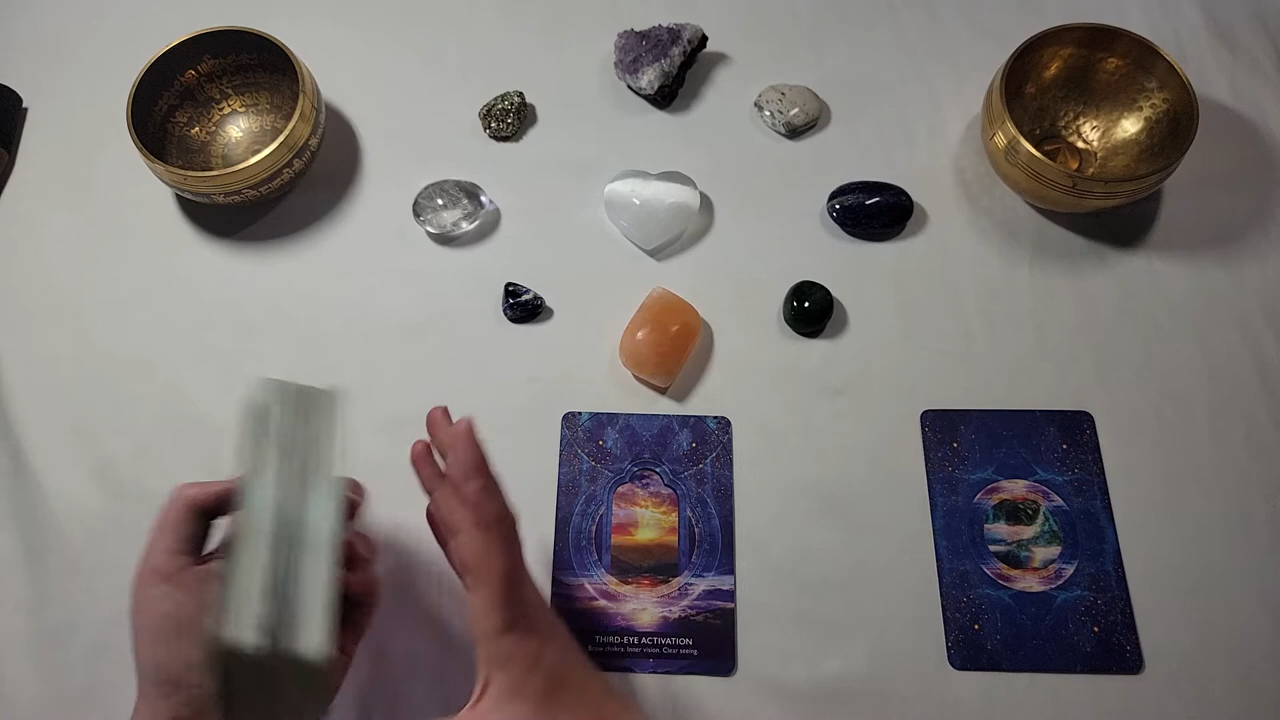 THIRD-EYE ACTIVATION
Brow chakra. Inner vision. Clear seeing.